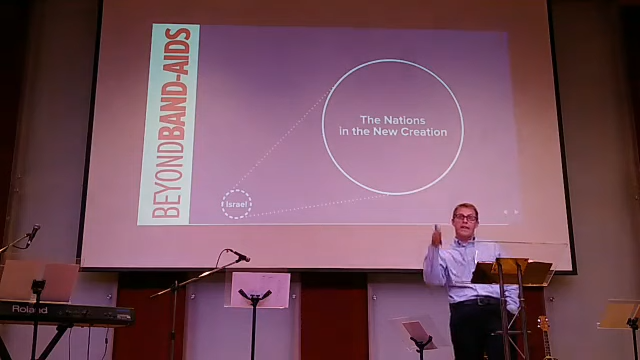 BEYONDBAND-AIDS
The Nations
in the New Creation
Israel
Roland